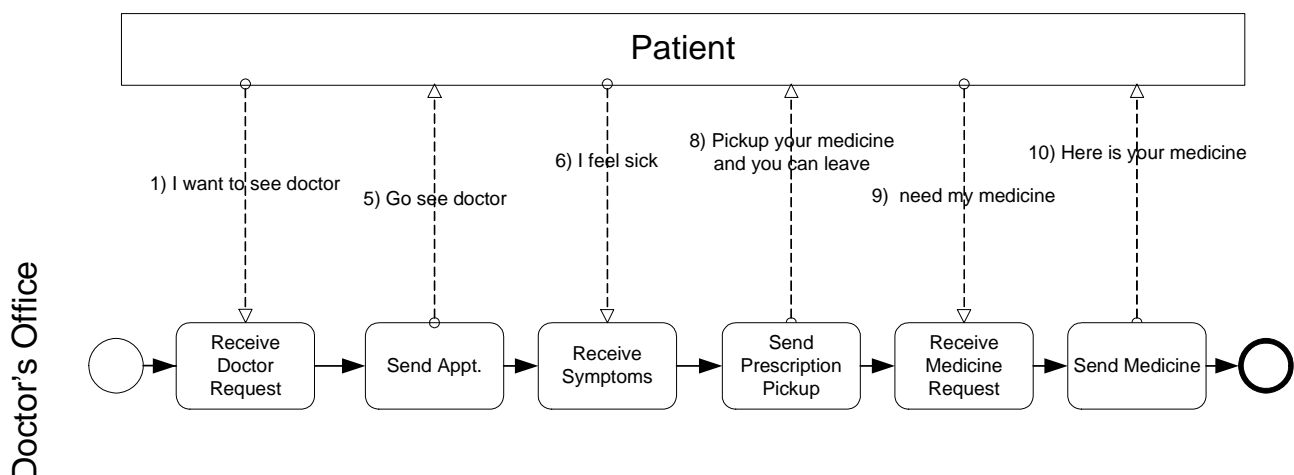 Patient
1) I want to see doctor
5) Go see doctor
6) I feel sick
8) Pickup your medicine
and you can leave
9)  need my medicine
10) Here is your medicine
Doctor's Office
Receive
Doctor
Request
Send Appt.
Receive
Symptoms
Send
Prescription
Pickup
Receive
Medicine
Request
Send Medicine